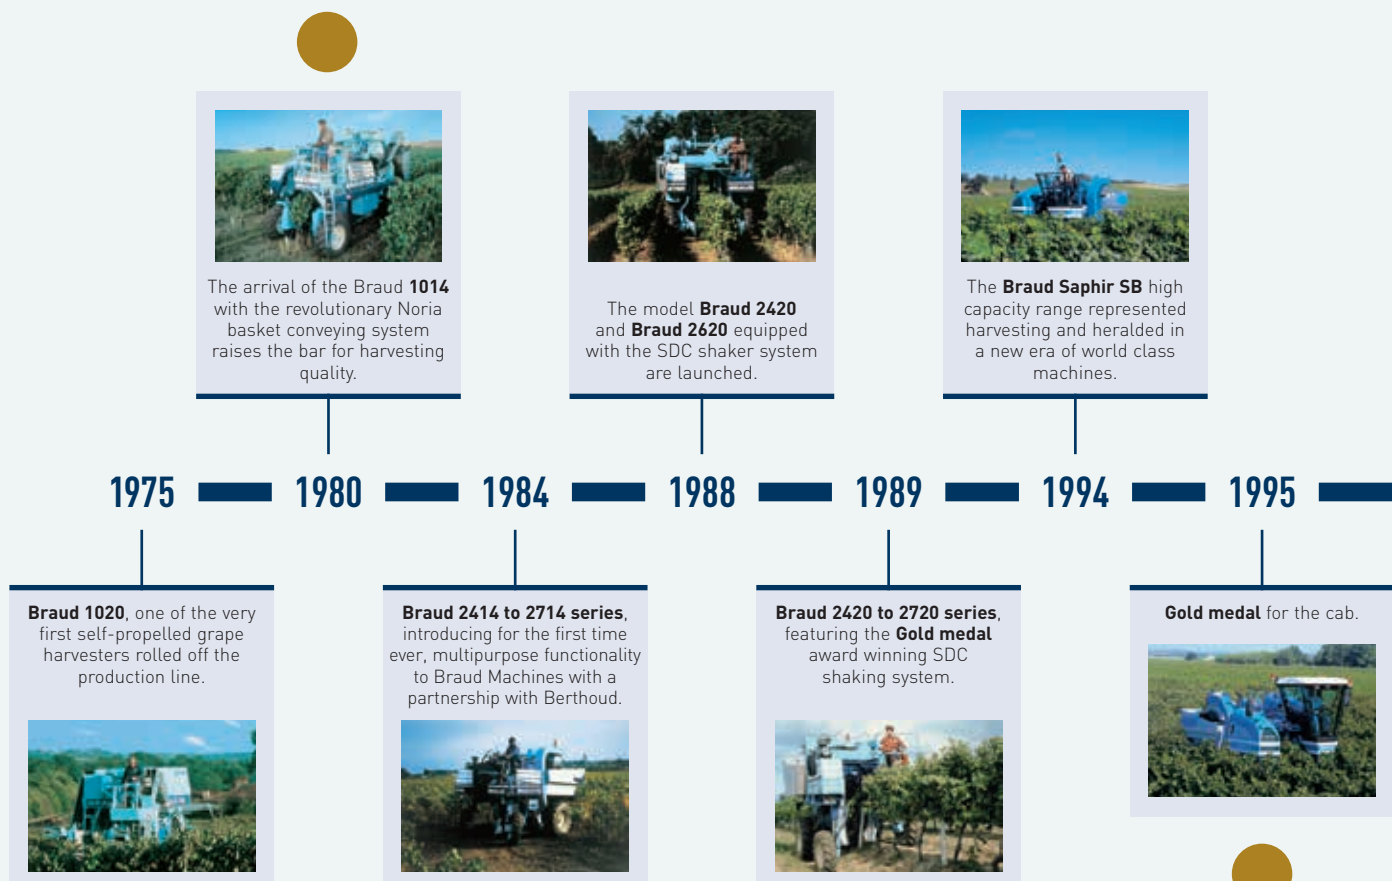 The arrival of the Braud 1014
with the revolutionary Noria
basket conveying system
raises the bar for harvesting
quality.
The model Braud 2420
and Braud 2620 equipped
with the SDC shaker system
are launched.
The Braud Saphir SB high
capacity range represented
harvesting and heralded in
a new era of world class
machines.
1975
1980
1984
1988
1989
1994
1995
Braud 1020, one of the very
first self-propelled grape
harvesters rolled off the
production line.
Braud 2414 to 2714 series,
introducing for the first time
ever, multipurpose functionality
to Braud Machines with a
partnership with Berthoud.
Braud 2420 to 2720 series,
featuring the Gold medal
award winning SDC
shaking system.
Gold medal for the cab.